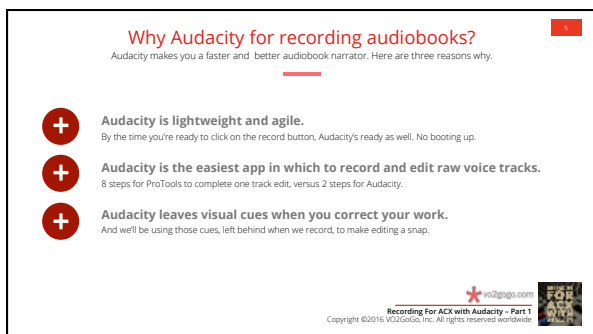 5
Why Audacity for recording audiobooks?
Audacity makes you a faster and better audiobook narrator. Here are three reasons why.
+ Audacity is lightweight and agile.
By the time you're ready to click on the record button, Audacity's ready as well. No booting up.
+ Audacity is the easiest app in which to record and edit raw voice tracks.
8 steps for ProTools to complete one track edit, versus 2 steps for Audacity.
+ Audacity leaves visual cues when you correct your work.
And we'll be using those cues, left behind when we record, to make editing a snap.
vo2gogo.com
Recording For ACX with Audacity – Part 1
Copyright ©2016 VO2GoGo, Inc. All rights reserved worldwide
FOR
ACX
WITH